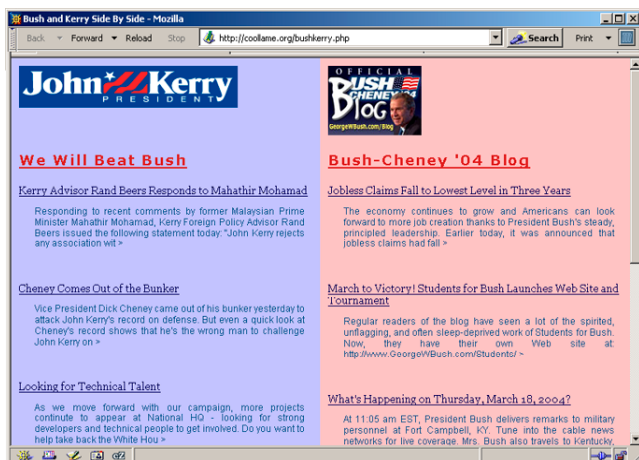 Bush and Kerry Side By Side - Mozilla
Back Forward Reload Stop http://coollame.org/bushkerry.php Search Print
John Kerry
PRESIDENT
We Will Beat Bush
Kerry Advisor Rand Beers Responds to Mahathir Mohamad
Responding to recent comments by former Malaysian Prime
Minister Mahathir Mohamad, Kerry Foreign Policy Advisor Rand
Beers issued the following statement today: "John Kerry rejects
any association wit >
Cheney Comes Out of the Bunker
Vice President Dick Cheney came out of his bunker yesterday to
attack John Kerry's record on defense. But even a quick look at
Cheney's record shows that he's the wrong man to challenge
John Kerry on >
Looking for Technical Talent
As we move forward with our campaign, more projects
continue to appear at National HQ - looking for strong
developers and technical people to get involved. Do you want to
help take back the White Hou >
OFFICIAL
BUSH
CHENEY '04
BLOG
GeorgeWBush.com/Blog
Bush-Cheney '04 Blog
Jobless Claims Fall to Lowest Level in Three Years
The economy continues to grow and Americans can look
forward to more job creation thanks to President Bush's steady,
principled leadership. Earlier today, it was announced that
jobless claims had fall >
March to Victory! Students for Bush Launches Web Site and
Tournament
Regular readers of the blog have seen a lot of the spirited,
unflagging, and often sleep-deprived work of Students for Bush.
Now, they have their own Web site at:
http://www.GeorgeWBush.com/Students/ ~
What's Happening on Thursday, March 18, 2004?
At 11:05 am EST, President Bush delivers remarks to military
personnel at Fort Campbell, KY. Tune into the cable news
networks for live coverage. Mrs. Bush also travels to Kentucky,